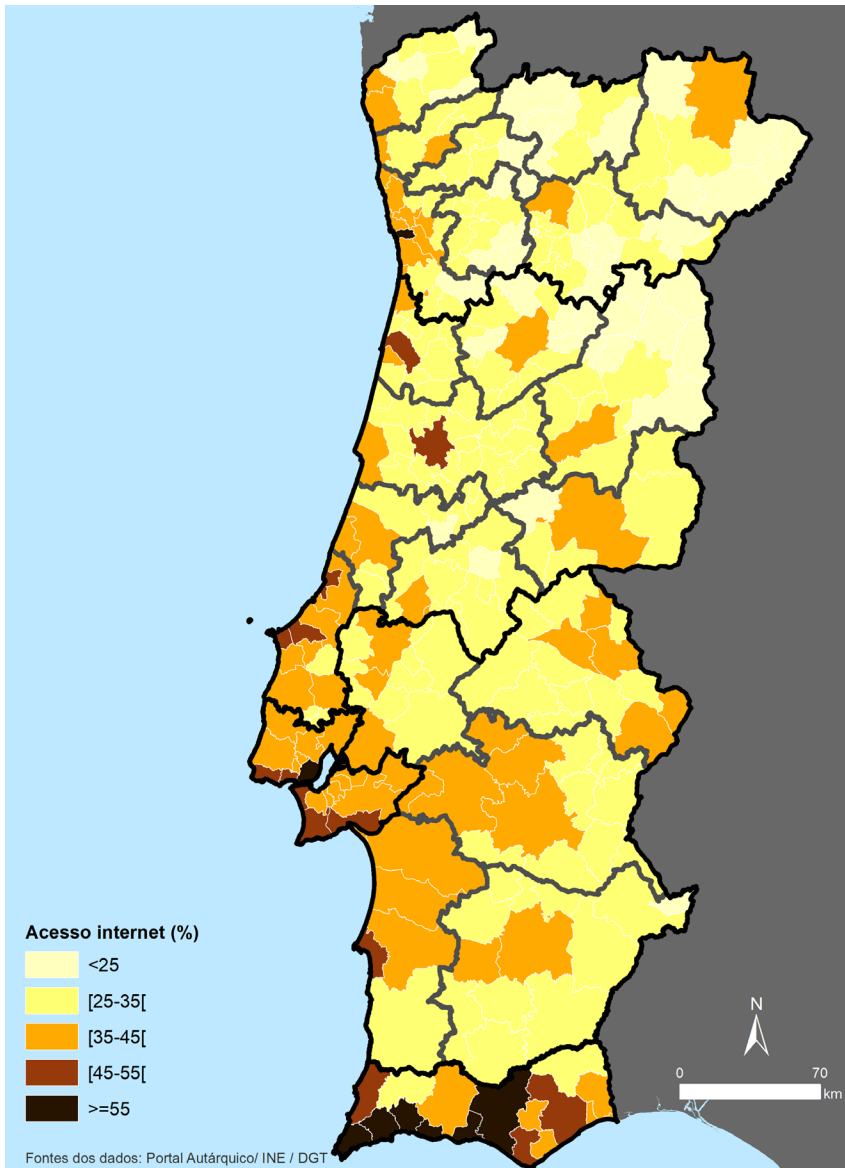 Acesso internet (%)
<25
[25-35[
[35-45[
[45-55[
>=55
N
0 70
km
Fontes dos dados: Portal Autárquico/ INE / DGT